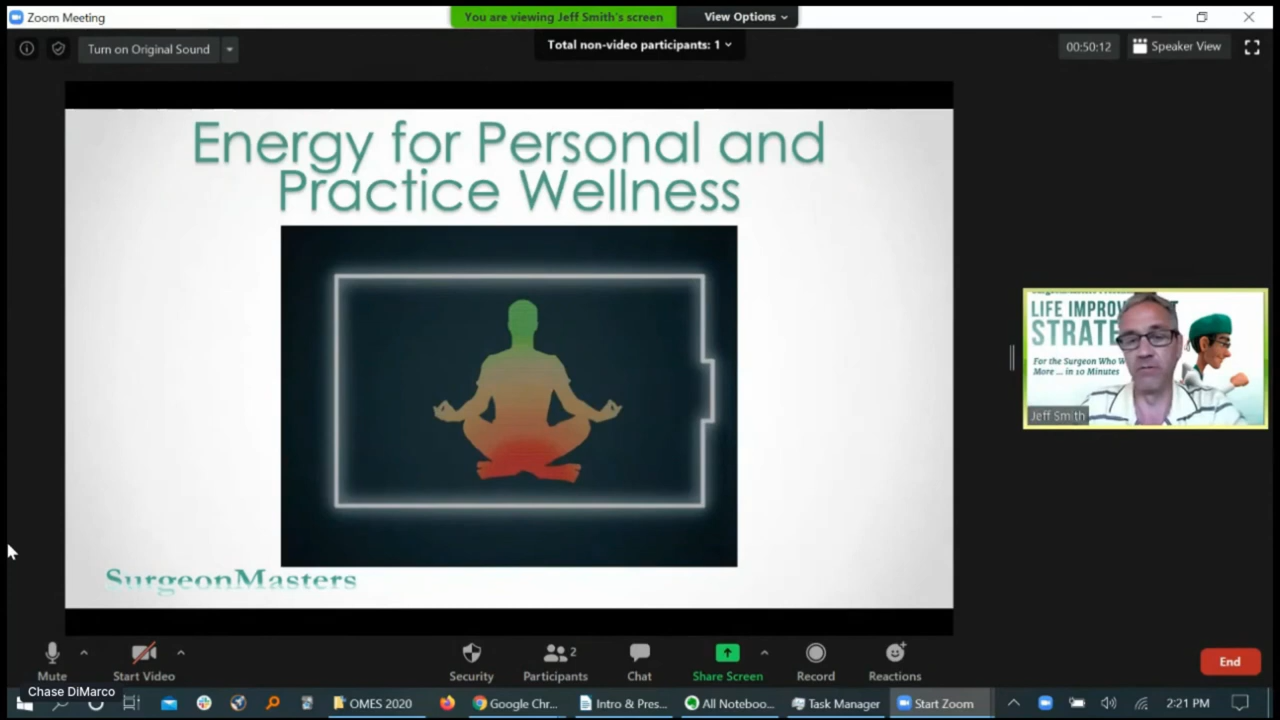 Zoom Meeting
You are viewing Jeff Smith's screen
View Options
Turn on Original Sound
Total non-video participants: 1
00:50:12
Speaker View
Energy for Personal and
Practice Wellness
SurgeonMasters
LIFE IMPROV T
STRATE
For the Surgeon Who W
More ... in 10 Minutes
Jeff Smith
Mute
Start Video
Security
2
Participants
Chat
Share Screen
Record
Reactions
End
Chase DiMarco
OMES 2020
Google Chr...
Intro & Pres...
All Noteboo...
Task Manager
Start Zoom
2:21 PM